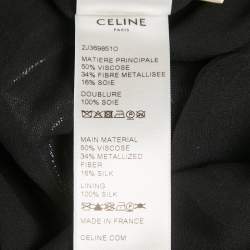 CELINE
PARIS
2J3698510
MATIERE PRINCIPALE
50% VISCOSE
34% FIBRE METALLISEE
16% SOIE
DOUBLURE
100% SOIE
MAIN MATERIAL
50% VISCOSE
34% METALLIZED
FIBER
16% SILK
LINING
100% SILK
MADE IN FRANCE
CELINE.COM